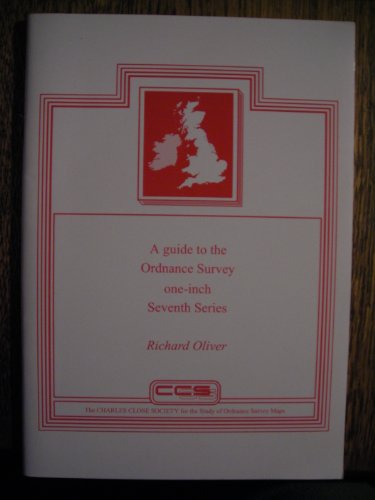 A guide to the
Ordnance Survey
one-inch
Seventh Series
Richard Oliver
CCS
The CHARLES CLOSE SOCIETY for the Study of Ordnance Survey Maps